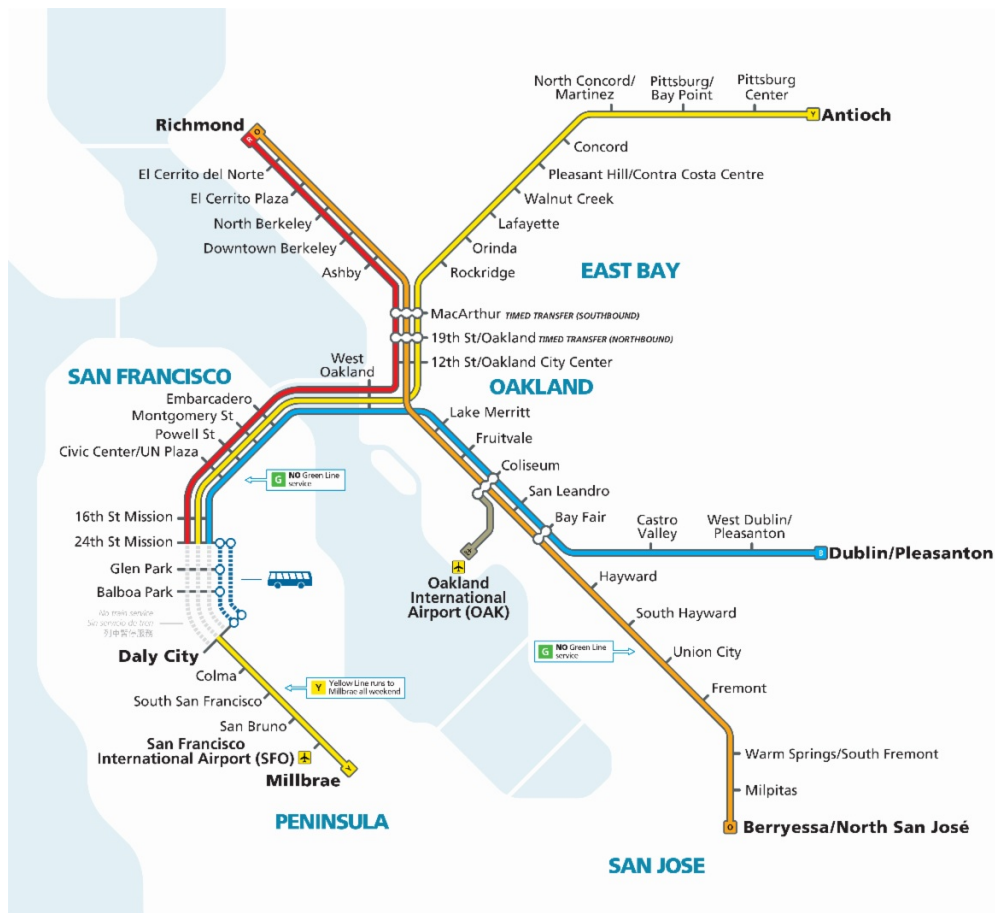 North Concord/
Martinez
Pittsburg/
Bay Point
Pittsburg
Center
Antioch
Richmond
Concord
El Cerrito del Norte
Pleasant Hill/Contra Costa Centre
El Cerrito Plaza
Walnut Creek
North Berkeley
Lafayette
Downtown Berkeley
Orinda
Ashby
Rockridge
EAST BAY
MacArthur TIMED TRANSFER (SOUTHBOUND)
19th St/Oakland TIMED TRANSFER (NORTHBOUND)
12th St/Oakland City Center
West
Oakland
SAN FRANCISCO
OAKLAND
Embarcadero
Montgomery St
Powell St
Civic Center/UN Plaza
Lake Merritt
Fruitvale
Coliseum
G NO Green Line
service
San Leandro
Bay Fair
Castro
Valley
West Dublin/
Pleasanton
Dublin/Pleasanton
16th St Mission
24th St Mission
Glen Park
Balboa Park
No train service
Sin servicio de tren
列車暫停服務
Daly City
Oakland
International
Airport (OAK)
Hayward
South Hayward
G NO Green Line
service
Union City
Fremont
Colma
Y Yellow Line runs to
Millbrae all weekend
South San Francisco
San Bruno
San Francisco
International Airport (SFO)
Millbrae
Warm Springs/South Fremont
Milpitas
Berryessa/North San José
PENINSULA
SAN JOSE